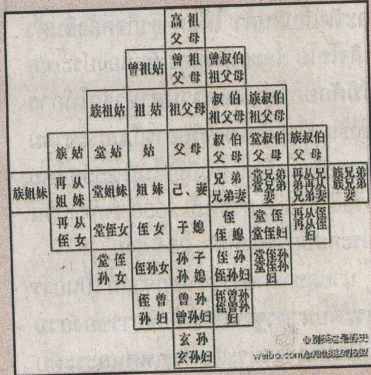 高 祖
父 母
曾祖姑
曾 祖
父 母
曾叔伯
祖父母
族祖姑
祖 姑
祖父母
叔 伯
祖父母
族叔伯
祖父母
族 姑
堂 姑
姑
父 母
叔 伯
父 母
堂叔伯
父 母
族叔伯
父 母
族姐妹
再 从
姐 妹
堂姐妹
姐 妹
己、妻
兄 弟
兄弟妻
堂兄弟
堂兄弟
妻
再从兄弟
再从兄弟
妻
族兄弟
族兄弟
妻
再 从
侄 女
堂侄女
侄 女
子 媳
侄
侄 媳
堂 侄
堂侄妇
再从侄
再从侄
妇
堂 侄
孙 女
侄孙女
孙 子
孙 媳
侄 孙
侄孙媳
堂侄孙
堂侄孙
妇
侄 曾
孙 妇
曾 孙
曾孙妇
侄曾孙
侄曾孙
妇
玄 孙
玄孙妇
weibo.com